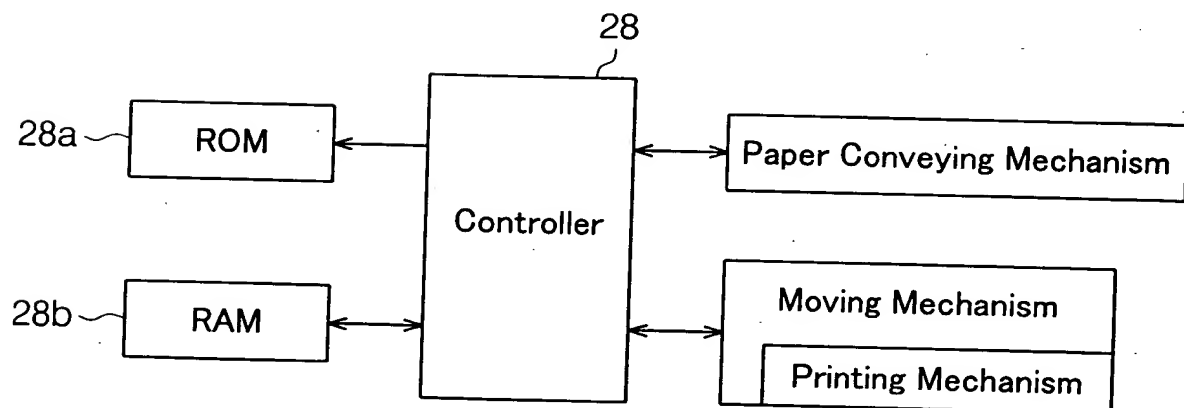 28
28a
ROM
Paper Conveying Mechanism
Controller
28b
RAM
Moving Mechanism
Printing Mechanism